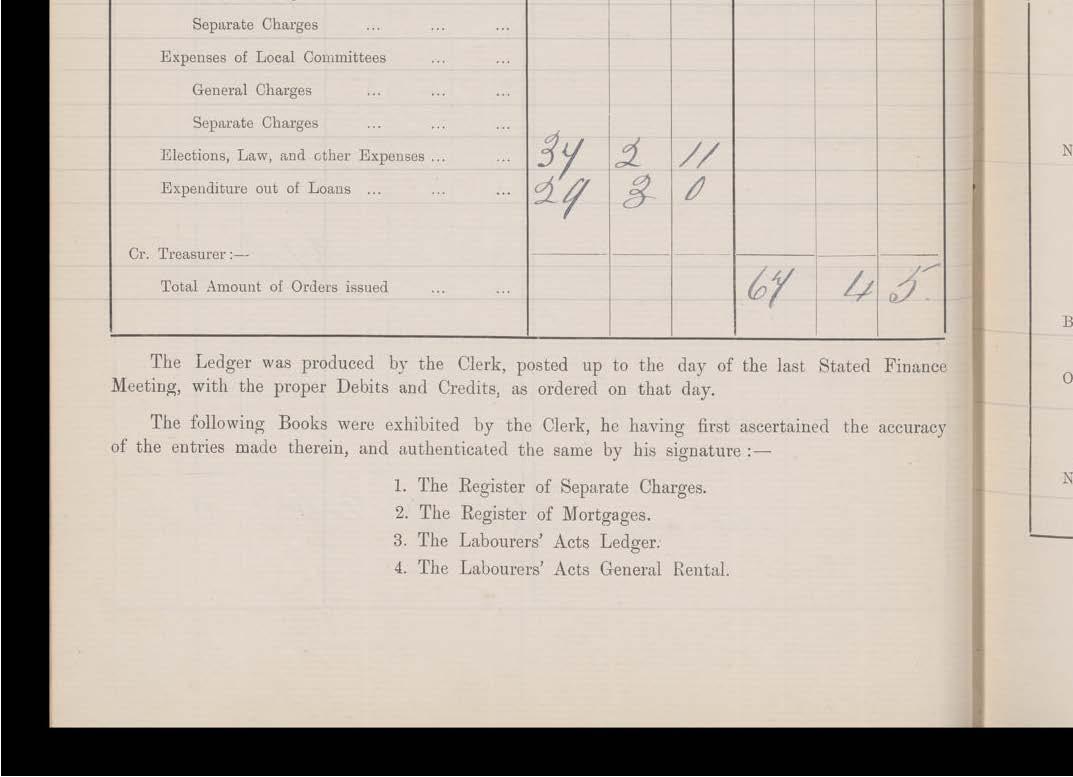 Separate Charges ... ... ...
Expenses of Local Committees ... ...
General Charges ... ... ...
Separate Charges ... ... ...
Elections, Law, and other Expenses ... ... 37 2 11
Expenditure out of Loans ... ... ... 29 3 0
Cr. Treasurer :—
Total Amount of Orders issued ... ... 67 4 5.
The Ledger was produced by the Clerk, posted up to the day of the last Stated Finance
Meeting, with the proper Debits and Credits, as ordered on that day.
The following Books were exhibited by the Clerk, he having first ascertained the accuracy
of the entries made therein, and authenticated the same by his signature :—
1. The Register of Separate Charges.
2. The Register of Mortgages.
3. The Labourers' Acts Ledger.
4. The Labourers' Acts General Rental.
N
B
O
N